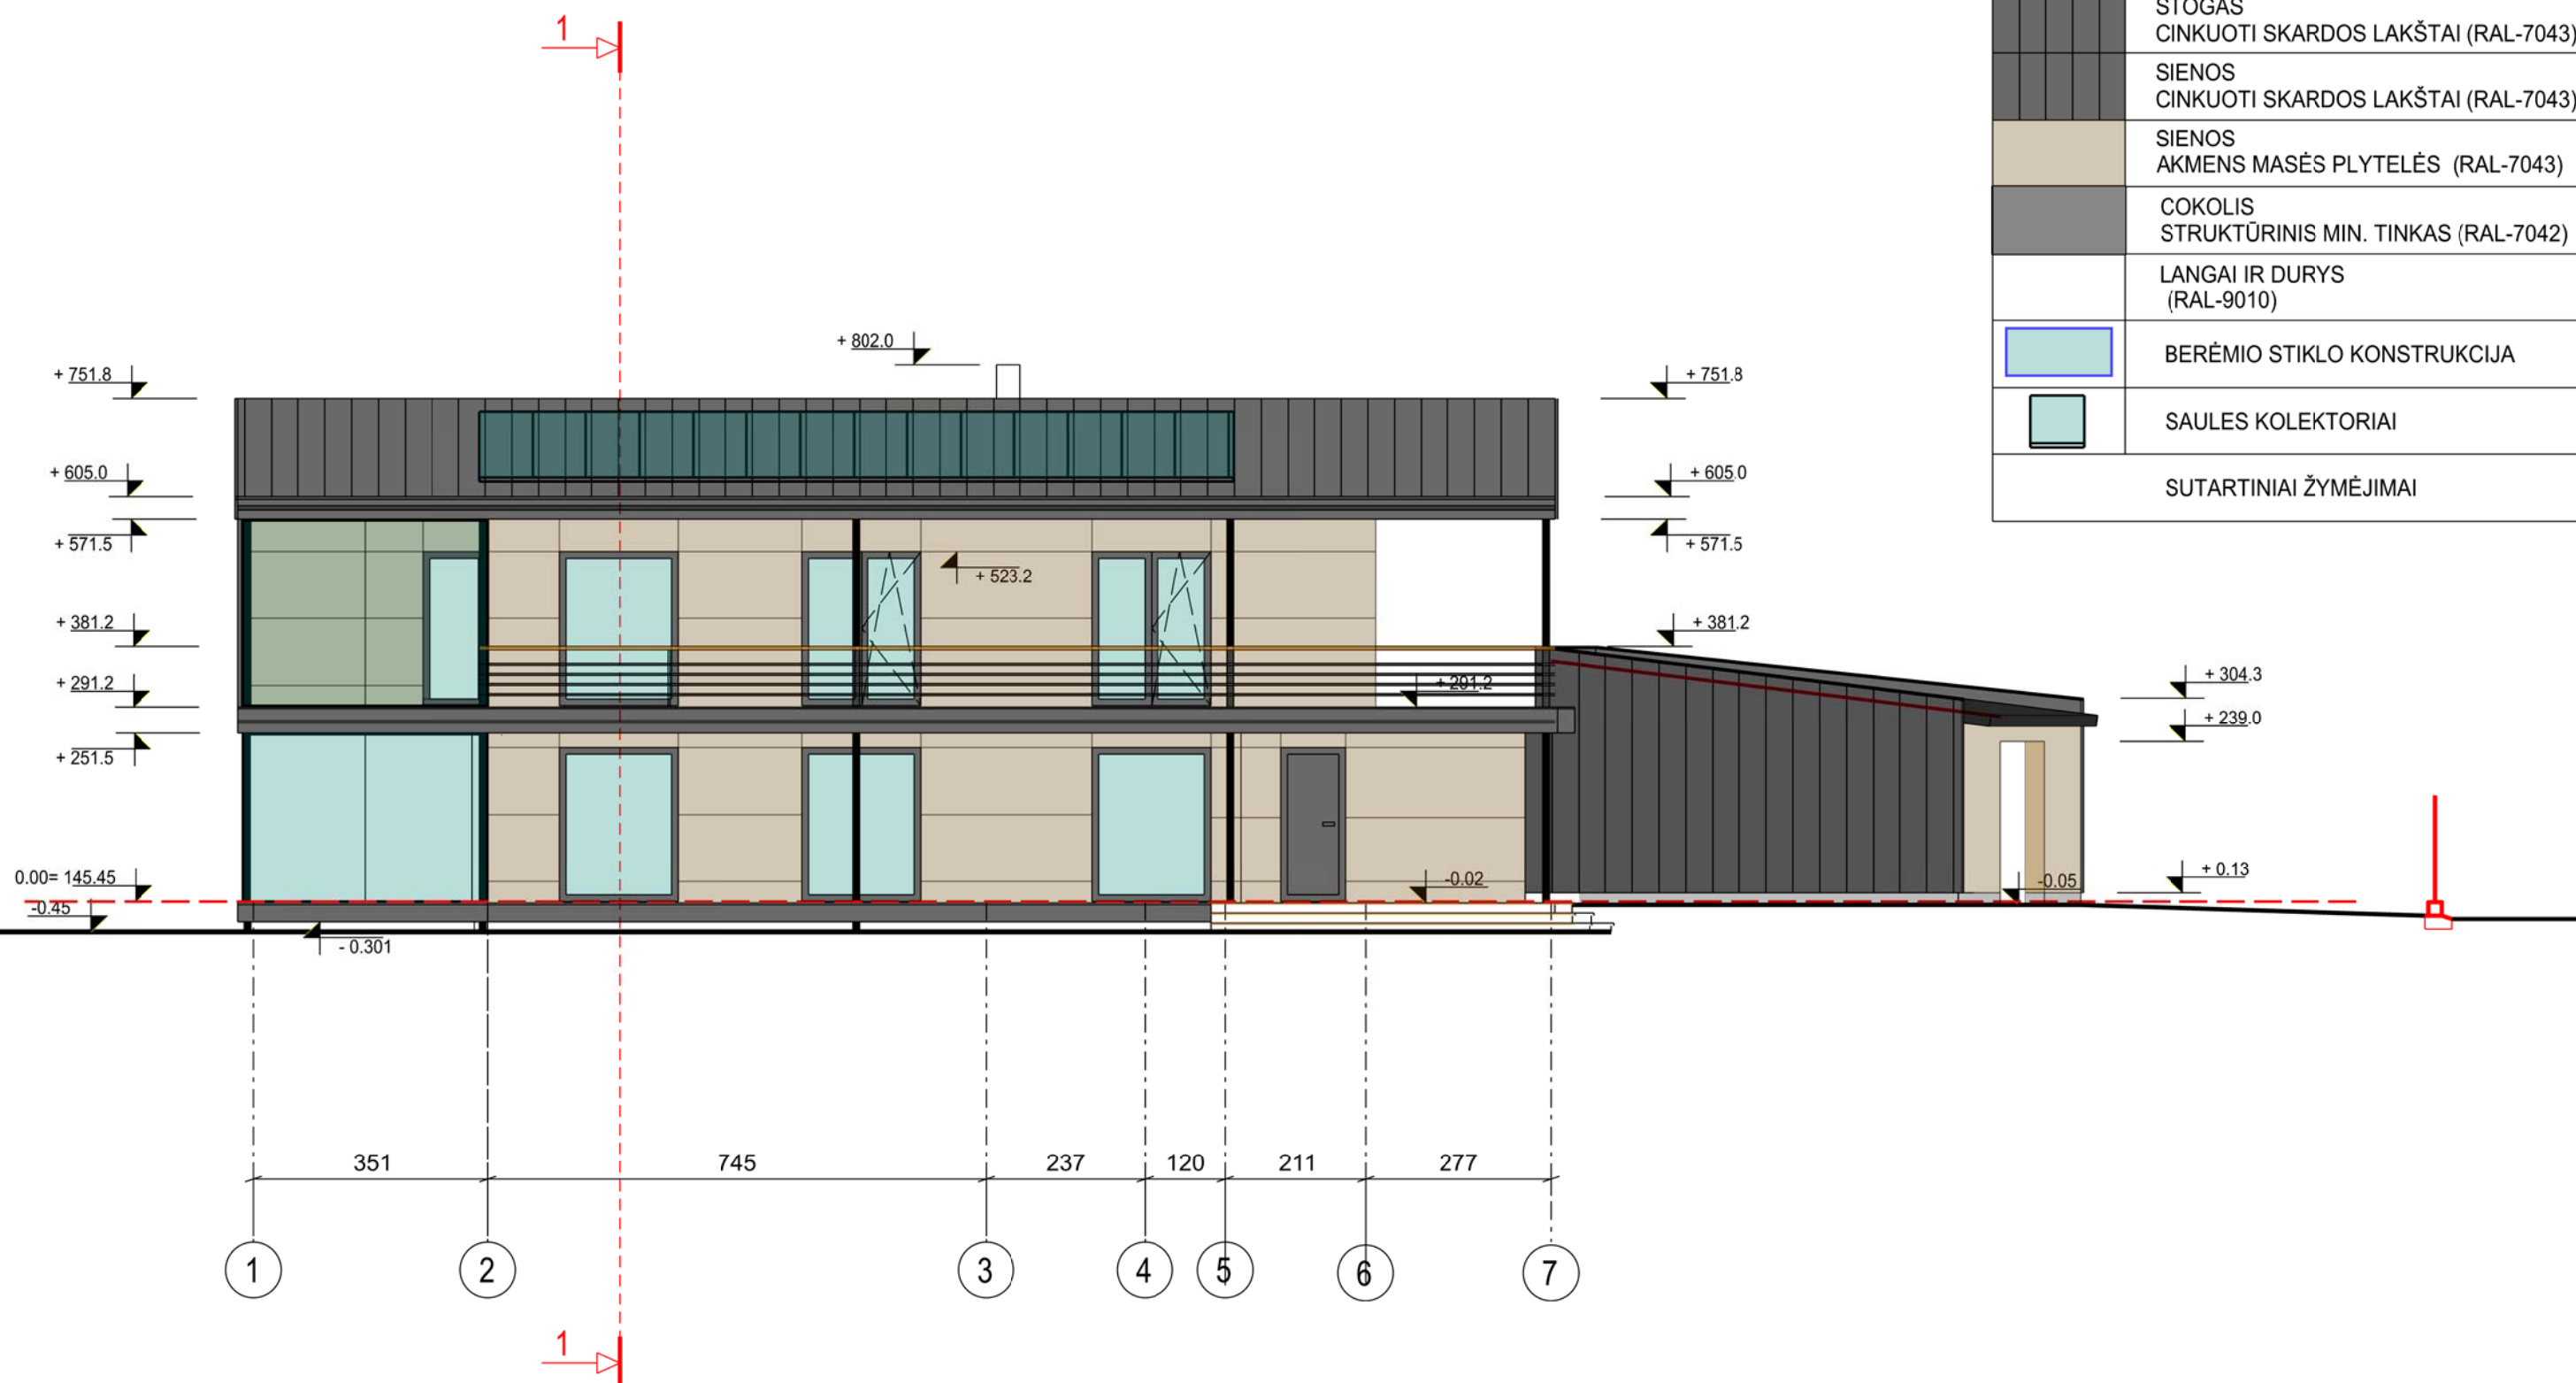 1
STOGAS
CINKUOTI SKARDOS LAKŠTAI (RAL-7043)
SIENOS
CINKUOTI SKARDOS LAKŠTAI (RAL-7043)
SIENOS
AKMENS MASĖS PLYTELĖS (RAL-7043)
COKOLIS
STRUKTŪRINIS MIN. TINKAS (RAL-7042)
LANGAI IR DURYS
(RAL-9010)
BERĖMIO STIKLO KONSTRUKCIJA
SAULES KOLEKTORIAI
SUTARTINIAI ŽYMĖJIMAI
+ 802.0
+ 751.8
+ 751.8
+ 605.0
+ 605.0
+ 571.5
+ 571.5
+ 523.2
+ 381.2
+ 381.2
+ 291.2
+ 291.2
+ 304.3
+ 239.0
+ 251.5
0.00= 145.45
-0.02
-0.05
+ 0.13
-0.45
- 0.301
351 745 237 120 211 277
1 2 3 4 5 6 7
1